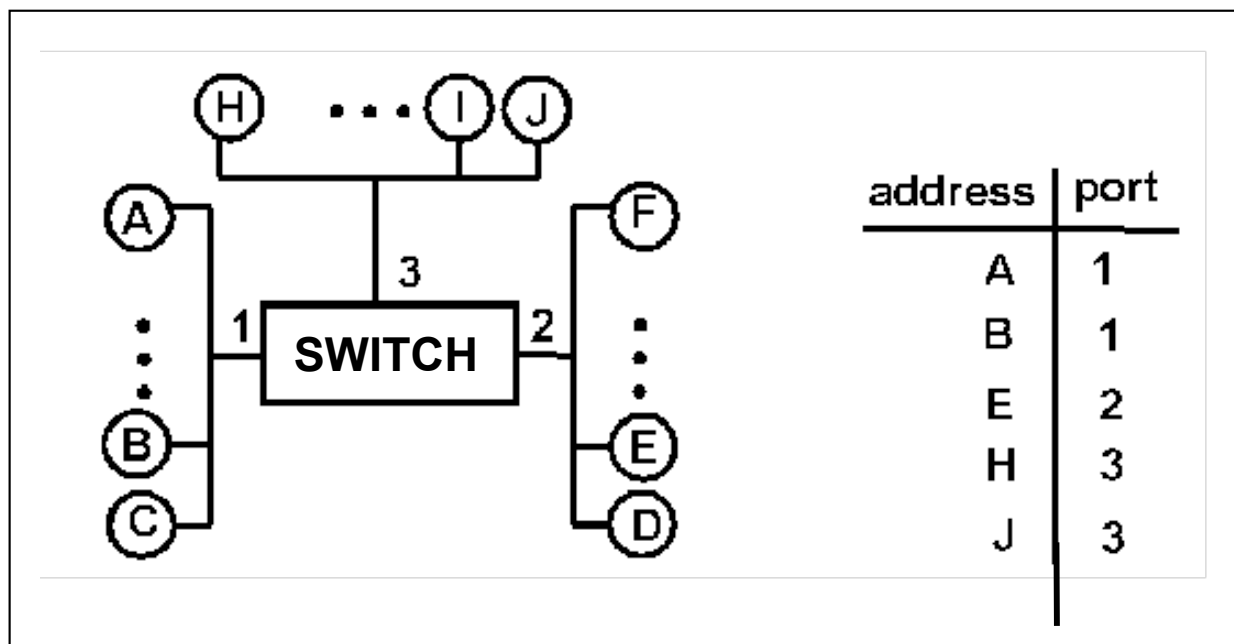 H I J
A F
3
1 SWITCH 2
B E
C D
address port
A 1
B 1
E 2
H 3
J 3